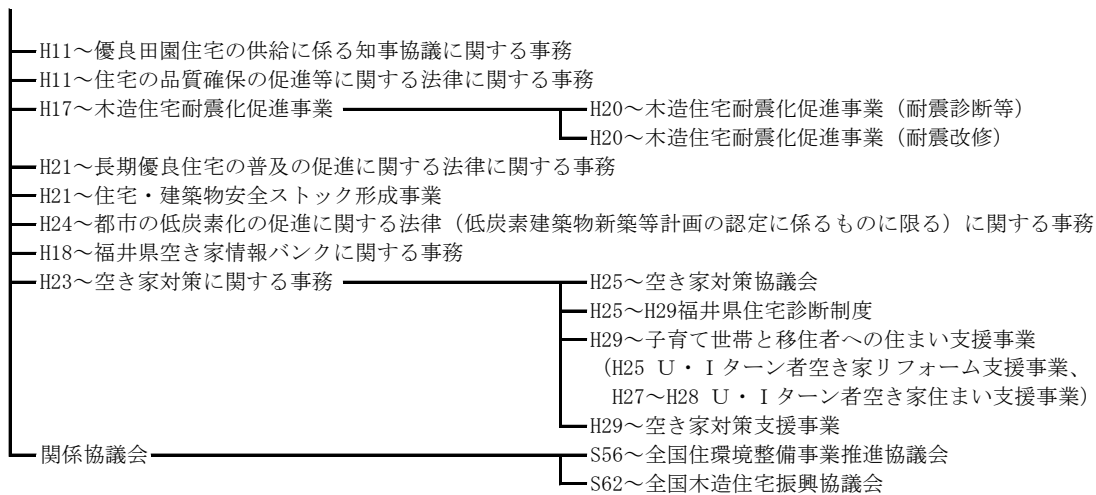 H11～優良田園住宅の供給に係る知事協議に関する事務
H11～住宅の品質確保の促進等に関する法律に関する事務
H17～木造住宅耐震化促進事業
H20～木造住宅耐震化促進事業（耐震診断等）
H20～木造住宅耐震化促進事業（耐震改修）
H21～長期優良住宅の普及の促進に関する法律に関する事務
H21～住宅・建築物安全ストック形成事業
H24～都市の低炭素化の促進に関する法律（低炭素建築物新築等計画の認定に係るものに限る）に関する事務
H18～福井県空き家情報バンクに関する事務
H23～空き家対策に関する事務
H25～空き家対策協議会
H25～H29福井県住宅診断制度
H29～子育て世帯と移住者への住まい支援事業
（H25 Ｕ・Ｉターン者空き家リフォーム支援事業、
H27～H28 Ｕ・Ｉターン者空き家住まい支援事業）
H29～空き家対策支援事業
関係協議会
S56～全国住環境整備事業推進協議会
S62～全国木造住宅振興協議会